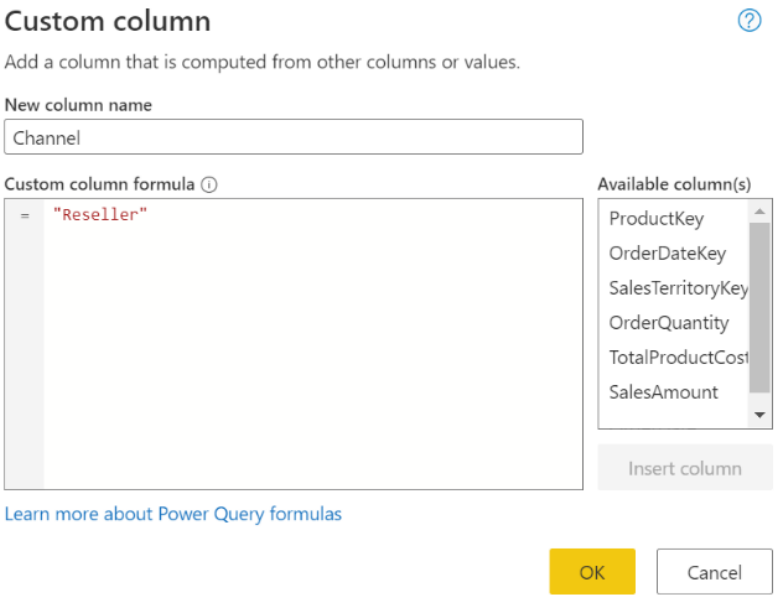 Custom column
Add a column that is computed from other columns or values.
New column name
Channel
Custom column formula
= "Reseller"
Available column(s)
ProductKey
OrderDateKey
SalesTerritoryKey
OrderQuantity
TotalProductCost
SalesAmount
Insert column
Learn more about Power Query formulas
OK
Cancel